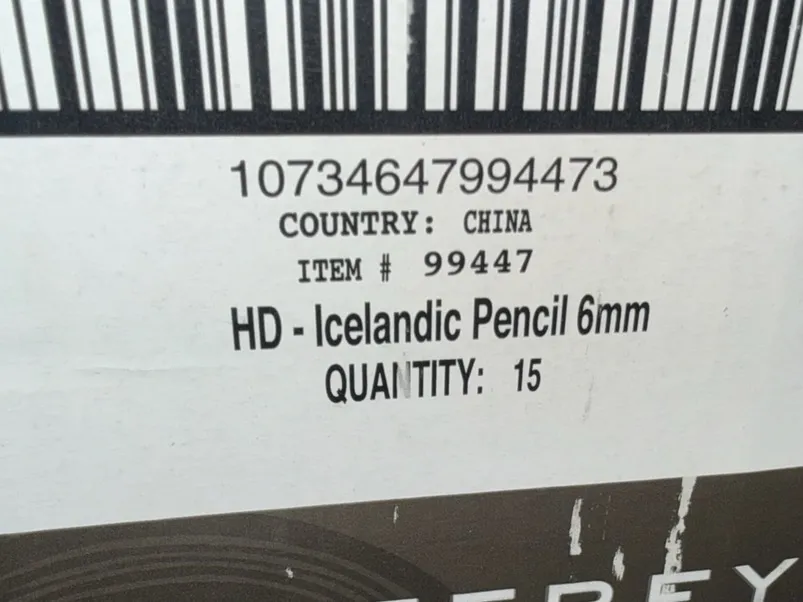 10734647994473
COUNTRY: CHINA
ITEM # 99447
HD - Icelandic Pencil 6mm
QUANTITY: 15